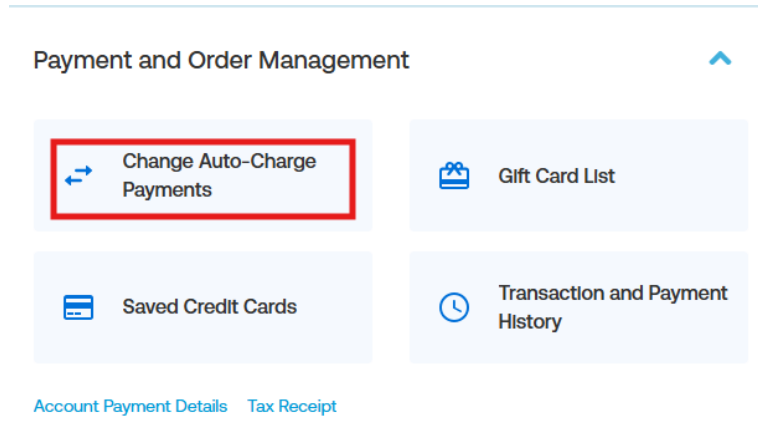 Payment and Order Management
Change Auto-Charge
Payments
Gift Card List
Saved Credit Cards
Transaction and Payment
History
Account Payment Details
Tax Receipt